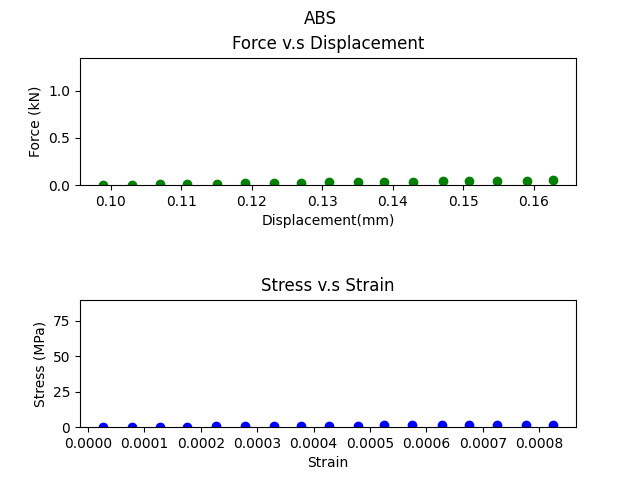 ABS
Force v.s Displacement
1.0
0.5
0.0
Force (kN)
0.10 0.11 0.12 0.13 0.14 0.15 0.16
Displacement(mm)
Stress v.s Strain
75
50
25
0
Stress (MPa)
0.0000 0.0001 0.0002 0.0003 0.0004 0.0005 0.0006 0.0007 0.0008
Strain